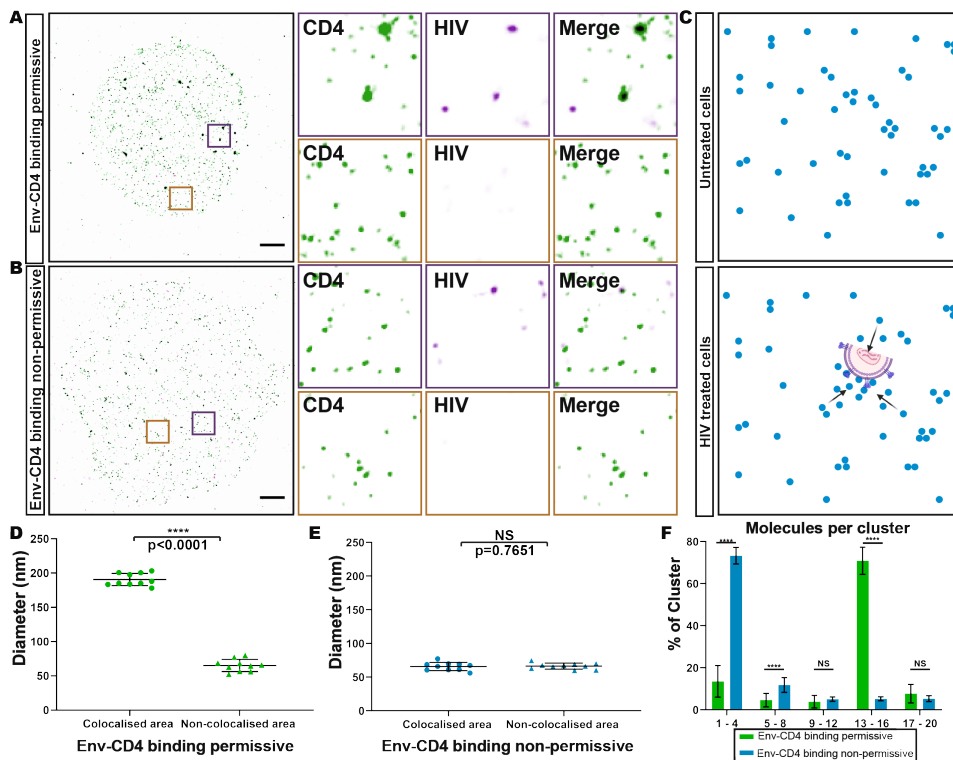 A
Env-CD4 binding permissive
CD4
HIV
Merge
CD4
HIV
Merge
B
Env-CD4 binding non-permissive
CD4
HIV
Merge
CD4
HIV
Merge
C
Untreated cells
HIV treated cells
D
****
p<0.0001
Diameter (nm)
250
200
150
100
50
0
Colocalised area
Non-colocalised area
Env-CD4 binding permissive
E
NS
p=0.7651
Diameter (nm)
250
200
150
100
50
0
Colocalised area
Non-colocalised area
Env-CD4 binding non-permissive
F
Molecules per cluster
% of Cluster
80
60
40
20
0
****
****
NS
****
NS
1 - 4
5 - 8
9 - 12
13 - 16
17 - 20
Env-CD4 binding permissive
Env-CD4 binding non-permissive